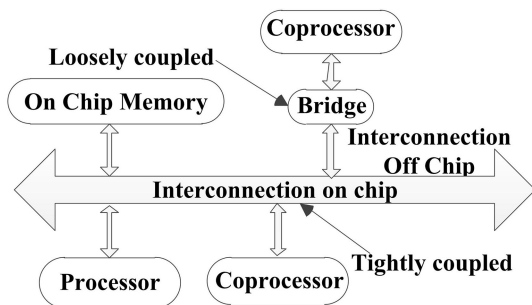 Coprocessor
Loosely coupled
On Chip Memory
Bridge
Interconnection
Off Chip
Interconnection on chip
Tightly coupled
Processor
Coprocessor